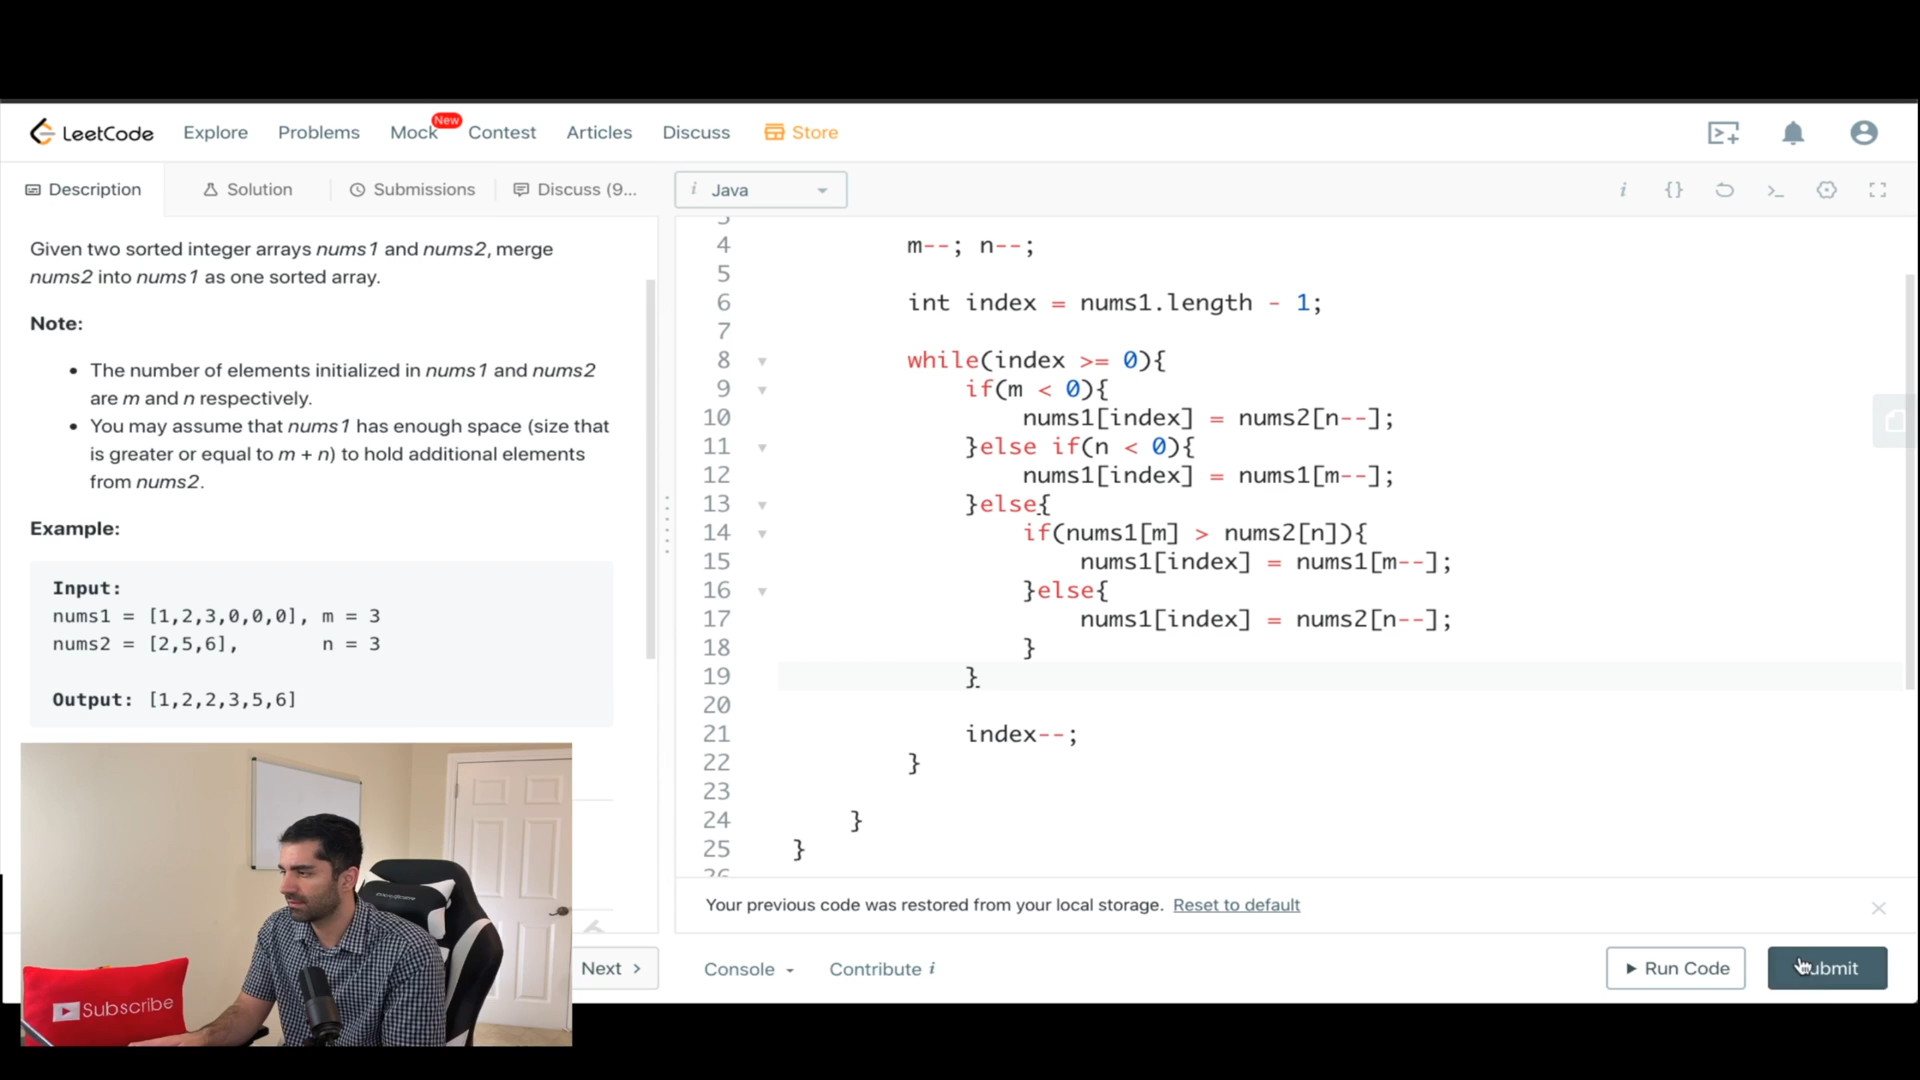 LeetCode
Explore
Problems
Mock
New
Contest
Articles
Discuss
Store
Description
Solution
Submissions
Discuss (9...
i Java
i {} >_
Given two sorted integer arrays nums1 and nums2, merge
nums2 into nums1 as one sorted array.
Note:
• The number of elements initialized in nums1 and nums2
are m and n respectively.
• You may assume that nums1 has enough space (size that
is greater or equal to m + n) to hold additional elements
from nums2.
Example:
Input:
nums1 = [1,2,3,0,0,0], m = 3
nums2 = [2,5,6], n = 3
Output: [1,2,2,3,5,6]
4 m--; n--;
5
6 int index = nums1.length - 1;
7
8 while(index >= 0){
9 if(m < 0){
10 nums1[index] = nums2[n--];
11 }else if(n < 0){
12 nums1[index] = nums1[m--];
13 }else{
14 if(nums1[m] > nums2[n]){
15 nums1[index] = nums1[m--];
16 }else{
17 nums1[index] = nums2[n--];
18 }
19 }
20
21 index--;
22 }
23
24 }
25 }
Your previous code was restored from your local storage. Reset to default
Subscribe
Next >
Console
Contribute i
Run Code
Submit